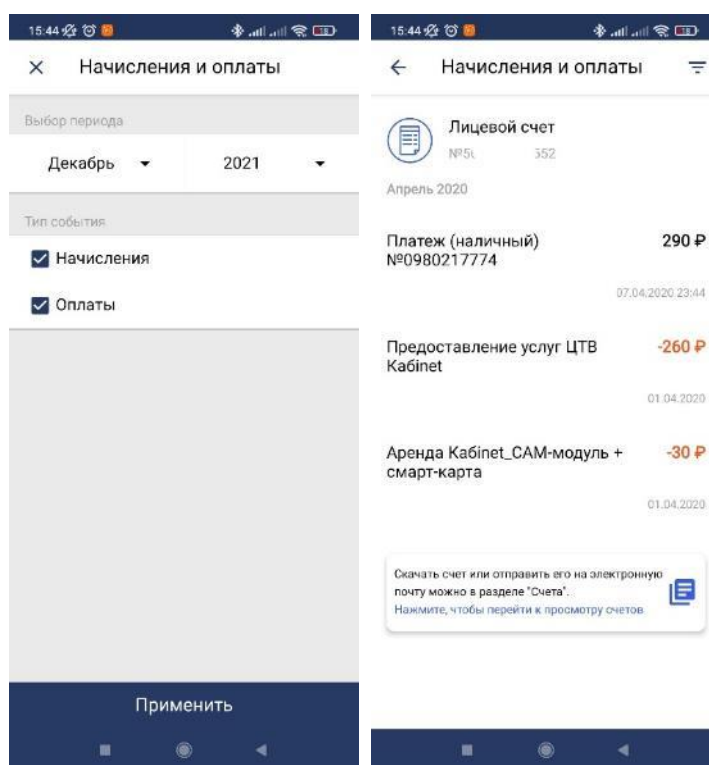 15:44
Начисления и оплаты
Выбор периода
Декабрь 2021
Тип события
Начисления
Оплаты
Применить
15:44
Начисления и оплаты
Лицевой счет
Апрель 2020
Платеж (наличный) 290 ₽
№0980217774
07.04.2020 23:44
Предоставление услуг ЦТВ -260 ₽
Кабinet
01.04.2020
Аренда Кабinet_CAM-модуль + -30 ₽
смарт-карта
01.04.2020
Скачать счет или отправить его на электронную
почту можно в разделе "Счета".
Нажмите, чтобы перейти к просмотру счетов